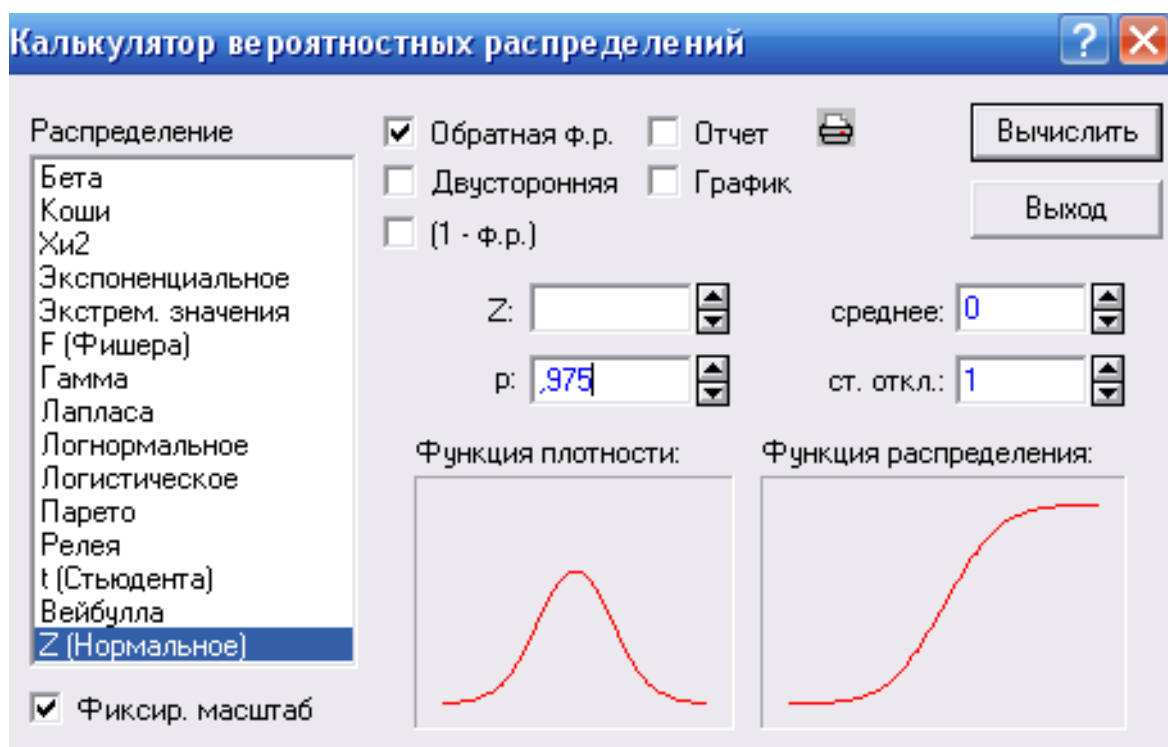 Калькулятор вероятностных распределений
Распределение
Бета
Коши
Хи2
Экспоненциальное
Экстрем. значения
F (Фишера)
Гамма
Лапласа
Логнормальное
Логистическое
Парето
Релея
t (Стьюдента)
Вейбулла
Z (Нормальное)
Фиксир. масштаб
Обратная ф.р.
Отчет
Двусторонняя
График
(1 - ф.р.)
Вычислить
Выход
Z:
среднее: 0
p: ,975
ст. откл.: 1
Функция плотности:
Функция распределения: